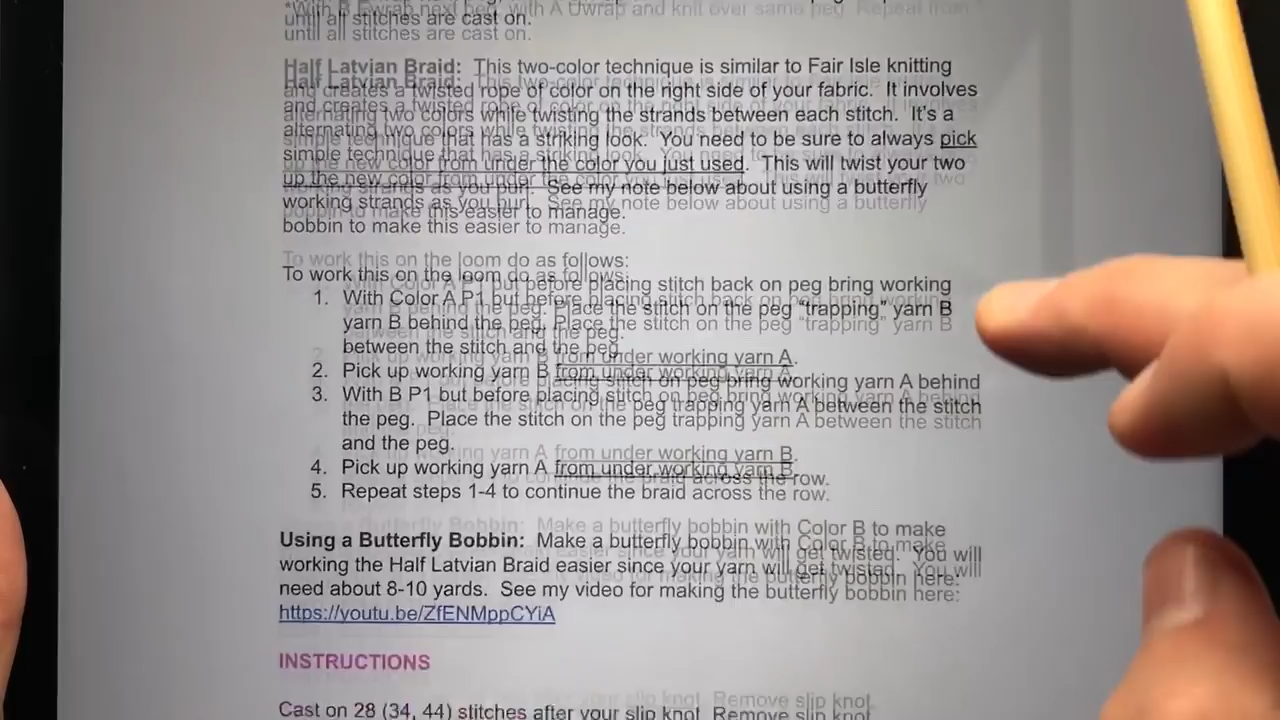 *With B Ewrap next peg, with A Uwrap and knit over same peg. Repeat from *
until all stitches are cast on.
Half Latvian Braid: This two-color technique is similar to Fair Isle knitting
and creates a twisted rope of color on the right side of your fabric. It involves
alternating two colors while twisting the strands between each stitch. It's a
simple technique that has a striking look. You need to be sure to always pick
up the new color from under the color you just used. This will twist your two
working strands as you purl. See my note below about using a butterfly
bobbin to make this easier to manage.
To work this on the loom do as follows:
1. With Color A P1 but before placing stitch back on peg bring working
yarn B behind the peg. Place the stitch on the peg “trapping” yarn B
between the stitch and the peg.
2. Pick up working yarn B from under working yarn A.
3. With B P1 but before placing stitch on peg bring working yarn A behind
the peg. Place the stitch on the peg trapping yarn A between the stitch
and the peg.
4. Pick up working yarn A from under working yarn B.
5. Repeat steps 1-4 to continue the braid across the row.
Using a Butterfly Bobbin: Make a butterfly bobbin with Color B to make
working the Half Latvian Braid easier since your yarn will get twisted. You will
need about 8-10 yards. See my video for making the butterfly bobbin here:
https://youtu.be/ZfENMppCYiA
INSTRUCTIONS
Cast on 28 (34, 44) stitches after your slip knot. Remove slip knot.